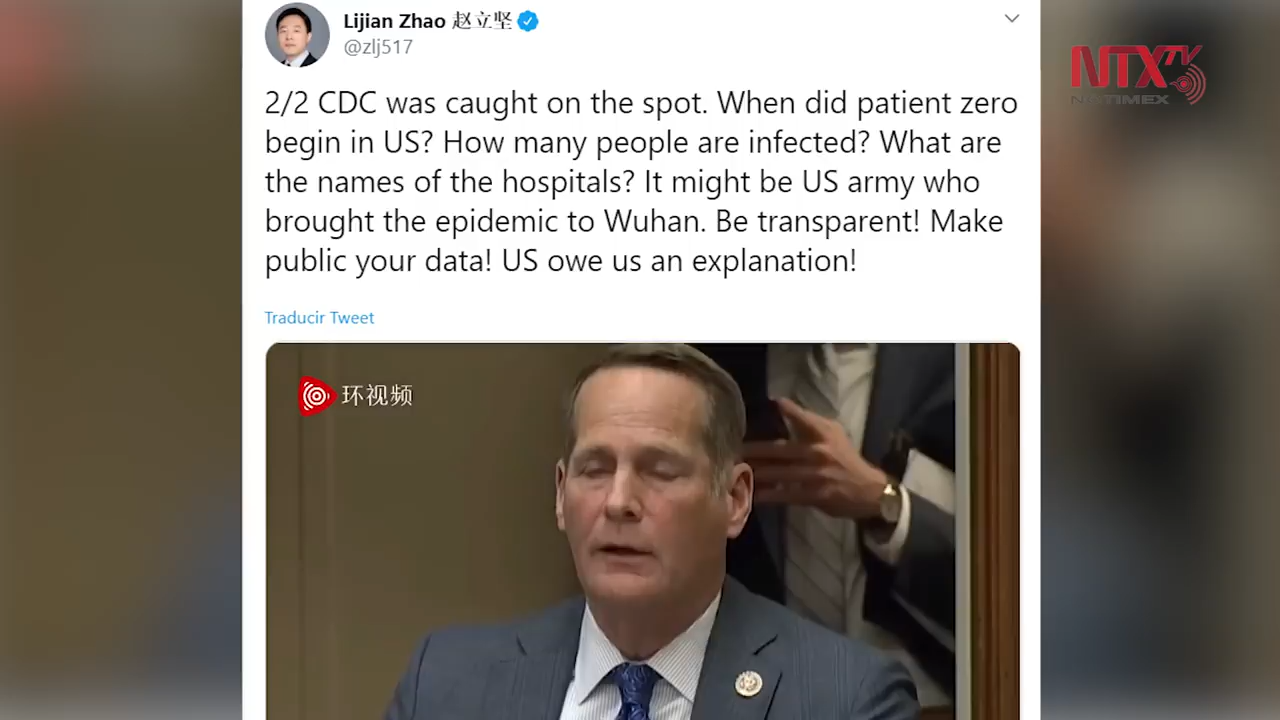 Lijian Zhao 赵立坚
@zlj517
2/2 CDC was caught on the spot. When did patient zero
begin in US? How many people are infected? What are
the names of the hospitals? It might be US army who
brought the epidemic to Wuhan. Be transparent! Make
public your data! US owe us an explanation!
Traducir Tweet
环视频
NTXTV
NOTIMEX